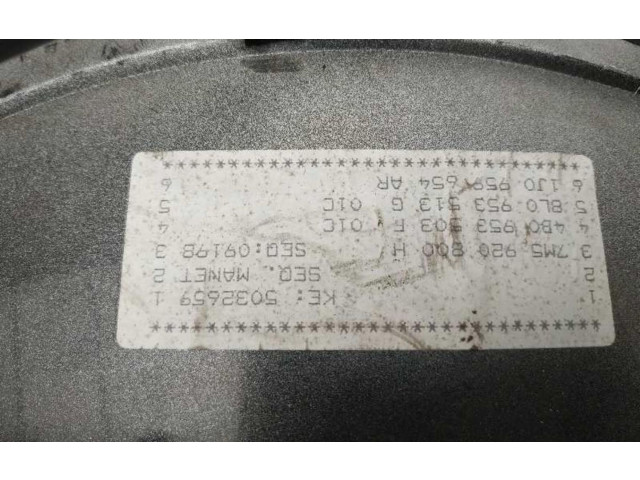 *************************************
1 KE: 5032659 1
2 SEQ. MANET 2
3 7M5 920 800 H/ SEQ:09198 3
4 4B0 953 503 F 01C 4
5 8L0 953 513 G 01C 5
6 1J0 959 654 AR 6
*************************************